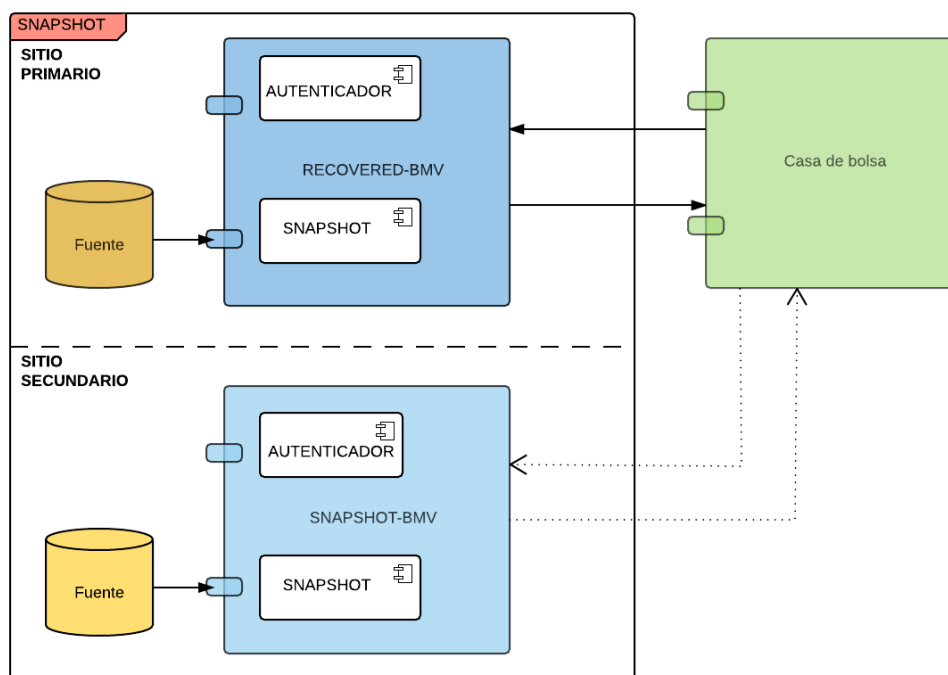 SNAPSHOT
SITIO
PRIMARIO
AUTENTICADOR
RECOVERED-BMV
SNAPSHOT
Fuente
Casa de bolsa
SITIO
SECUNDARIO
AUTENTICADOR
SNAPSHOT-BMV
SNAPSHOT
Fuente